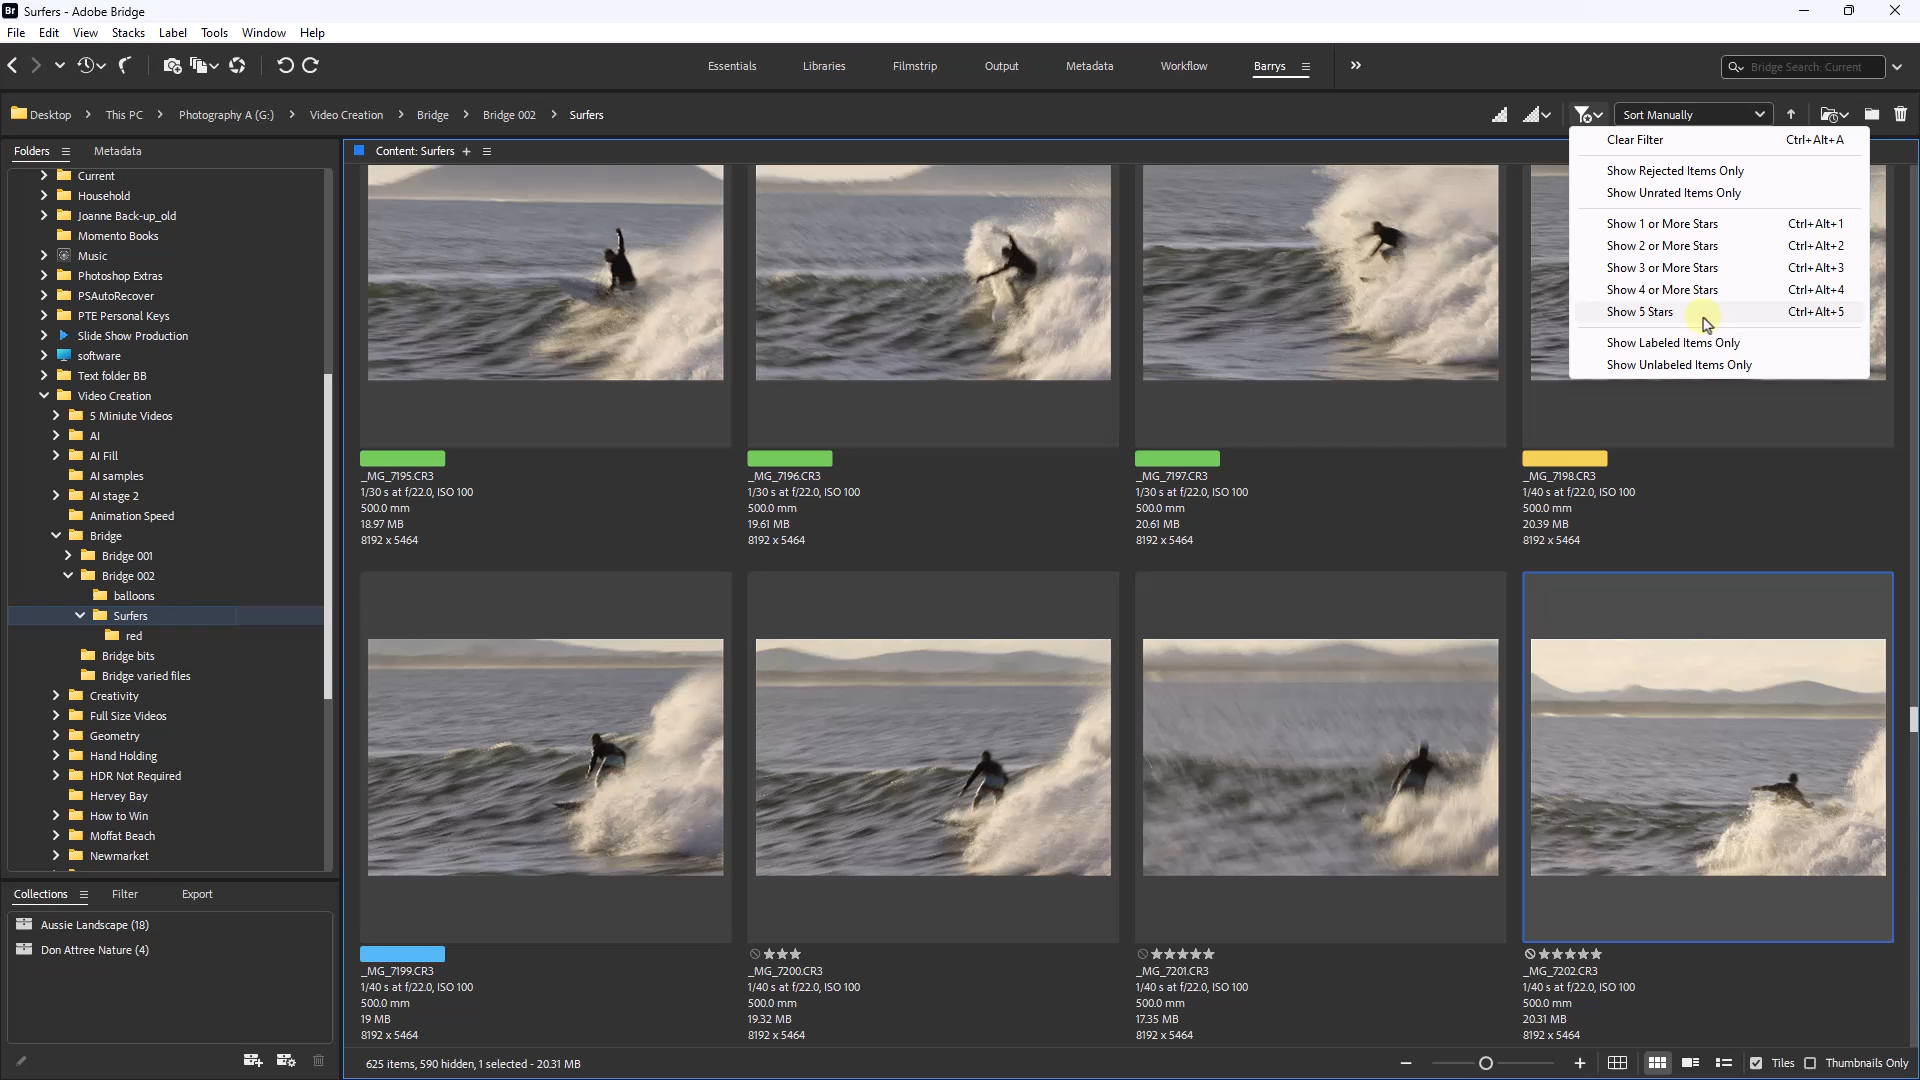 Br Surfers - Adobe Bridge
File Edit View Stacks Label Tools Window Help
Essentials Libraries Filmstrip Output Metadata Workflow Barrys
Bridge Search: Current
Desktop This PC Photography A (G:) Video Creation Bridge Bridge 002 Surfers
Sort Manually
Folders Metadata
Content: Surfers
Current
Household
Joanne Back-up_old
Momento Books
Music
Photoshop Extras
PSAutoRecover
PTE Personal Keys
Slide Show Production
software
Text folder BB
Video Creation
5 Miniute Videos
AI
AI Fill
AI samples
AI stage 2
Animation Speed
Bridge
Bridge 001
Bridge 002
balloons
Surfers
red
Bridge bits
Bridge varied files
Creativity
Full Size Videos
Geometry
Hand Holding
HDR Not Required
Hervey Bay
How to Win
Moffat Beach
Newmarket
Collections Filter Export
Aussie Landscape (18)
Don Attree Nature (4)
Clear Filter Ctrl+Alt+A
Show Rejected Items Only
Show Unrated Items Only
Show 1 or More Stars Ctrl+Alt+1
Show 2 or More Stars Ctrl+Alt+2
Show 3 or More Stars Ctrl+Alt+3
Show 4 or More Stars Ctrl+Alt+4
Show 5 Stars Ctrl+Alt+5
Show Labeled Items Only
Show Unlabeled Items Only
_MG_7195.CR3
1/30 s at f/22.0, ISO 100
500.0 mm
18.97 MB
8192 x 5464
_MG_7196.CR3
1/30 s at f/22.0, ISO 100
500.0 mm
19.61 MB
8192 x 5464
_MG_7197.CR3
1/30 s at f/22.0, ISO 100
500.0 mm
20.61 MB
8192 x 5464
_MG_7198.CR3
1/40 s at f/22.0, ISO 100
500.0 mm
20.39 MB
8192 x 5464
_MG_7199.CR3
1/40 s at f/22.0, ISO 100
500.0 mm
19 MB
8192 x 5464
_MG_7200.CR3
1/40 s at f/22.0, ISO 100
500.0 mm
19.32 MB
8192 x 5464
_MG_7201.CR3
1/40 s at f/22.0, ISO 100
500.0 mm
17.35 MB
8192 x 5464
_MG_7202.CR3
1/40 s at f/22.0, ISO 100
500.0 mm
20.31 MB
8192 x 5464
625 items, 590 hidden, 1 selected - 20.31 MB
Tiles Thumbnails Only